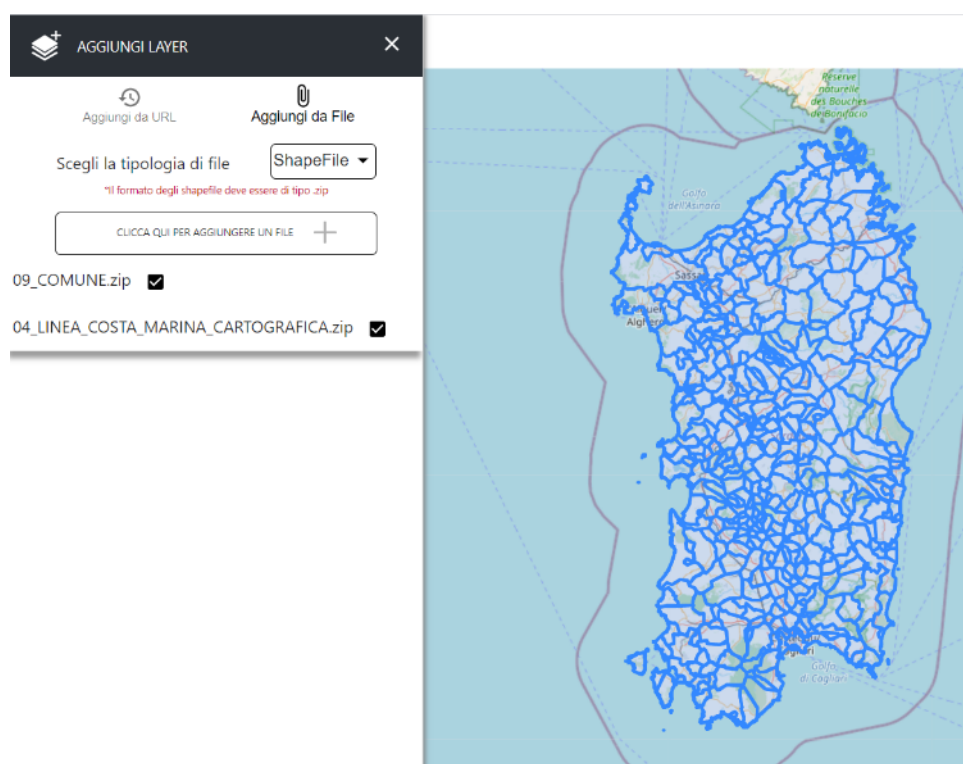 AGGIUNGI LAYER
Aggiungi da URL
Aggiungi da File
Scegli la tipologia di file
ShapeFile
*Il formato degli shapefile deve essere di tipo .zip
CLICCA QUI PER AGGIUNGERE UN FILE
09_COMUNE.zip
04_LINEA_COSTA_MARINA_CARTOGRAFICA.zip
Réserve
naturelle
des Bouches
de Bonifacio
Golfo
dell'Asinara
Sassa
Alghero
Golfo
di Cagliari